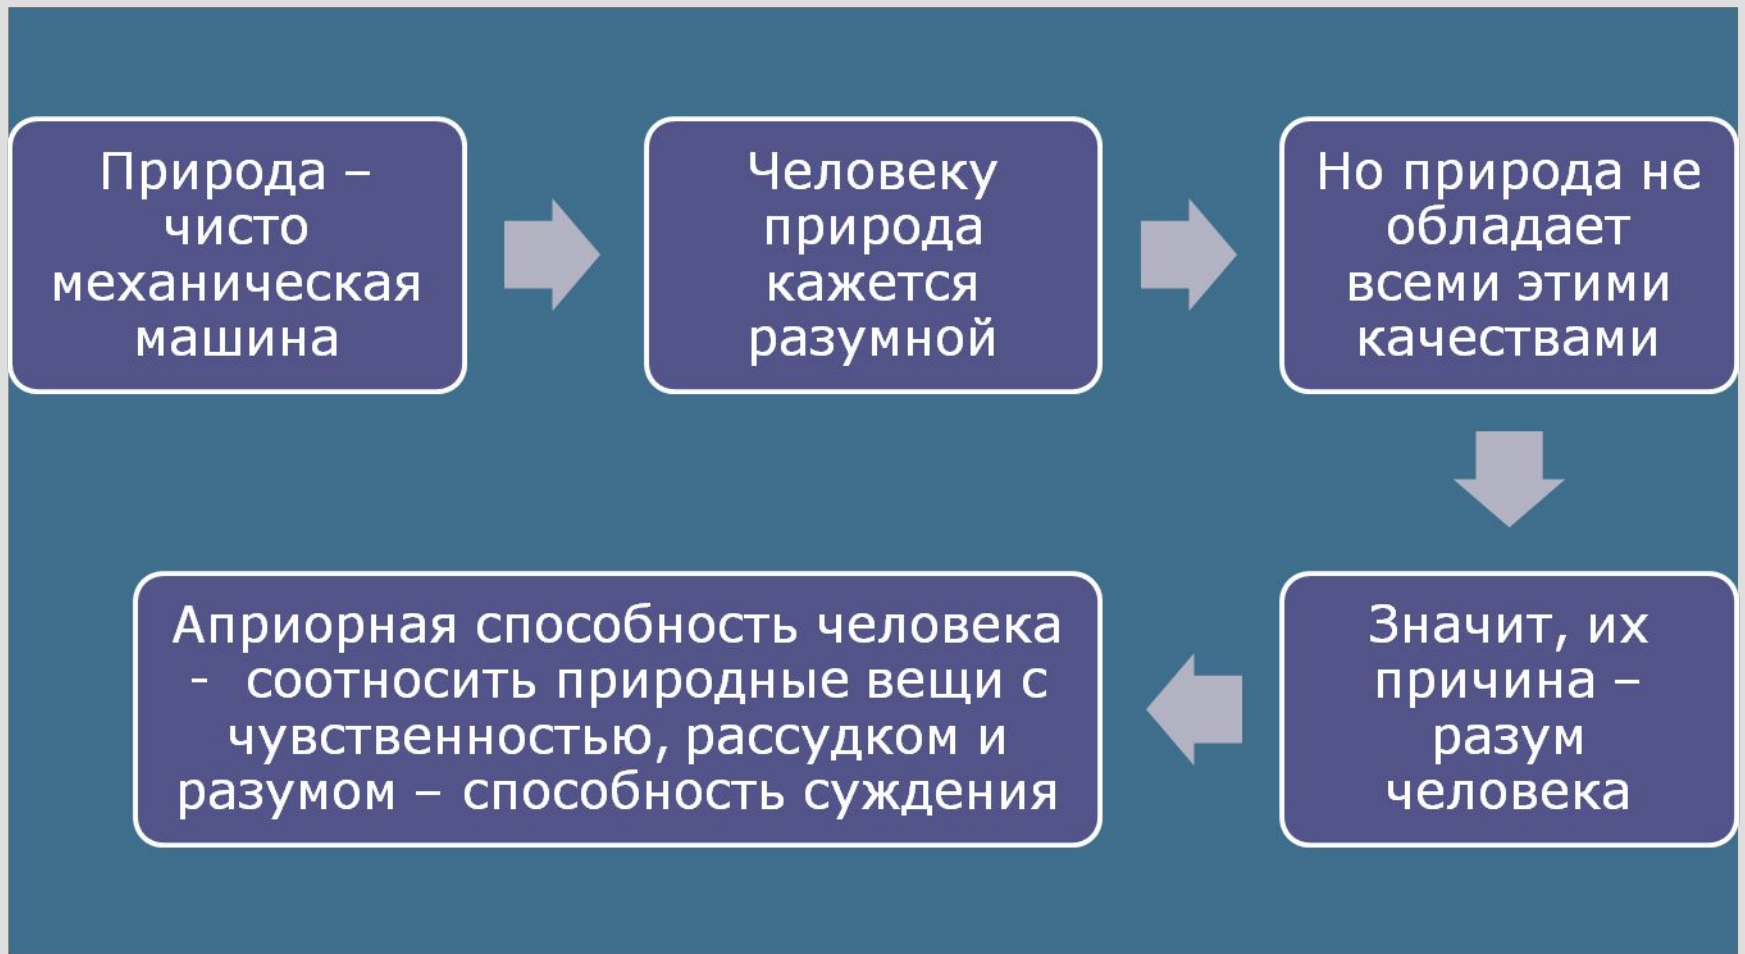 Природа –
чисто
механическая
машина
Человеку
природа
кажется
разумной
Но природа не
обладает
всеми этими
качествами
Значит, их
причина –
разум
человека
Априорная способность человека
- соотносить природные вещи с
чувственностью, рассудком и
разумом – способность суждения